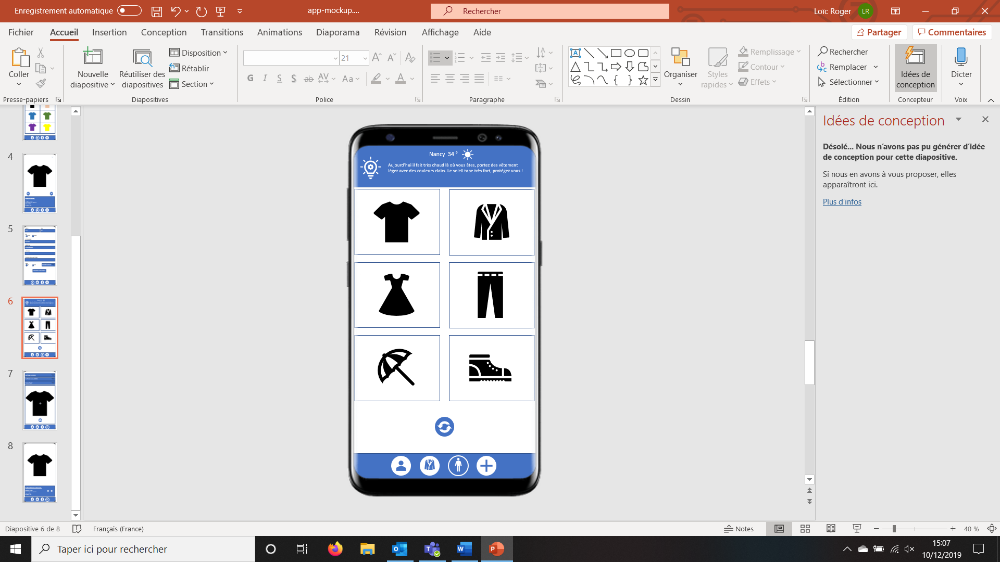 Enregistrement automatique
app-mockup....
Rechercher
Loïc Roger
LR
Fichier
Accueil
Insertion
Conception
Transitions
Animations
Diaporama
Révision
Affichage
Aide
Partager
Commentaires
Coller
Presse-papiers
Nouvelle
diapositive
Réutiliser des
diapositives
Disposition
Rétablir
Section
Diapositives
21
G I S S ab AV Aa A
Police
Paragraphe
Organiser
Styles
rapides
Remplissage
Contour
Effets
Dessin
Rechercher
Remplacer
Sélectionner
Édition
Idées de
conception
Concepteur
Dicter
Voix
4
5
6
7
8
Nancy 34 °
Aujourd'hui il fait très chaud là où vous êtes, portez des vêtement
léger avec des couleurs clairs. Le soleil tape très fort, protégez vous !
Idées de conception
Désolé... Nous n'avons pas pu générer d'idée
de conception pour cette diapositive.
Si nous en avons à vous proposer, elles
apparaîtront ici.
Plus d'infos
Diapositive 6 de 8
Français (France)
Notes
40 %
Taper ici pour rechercher
15:07
10/12/2019